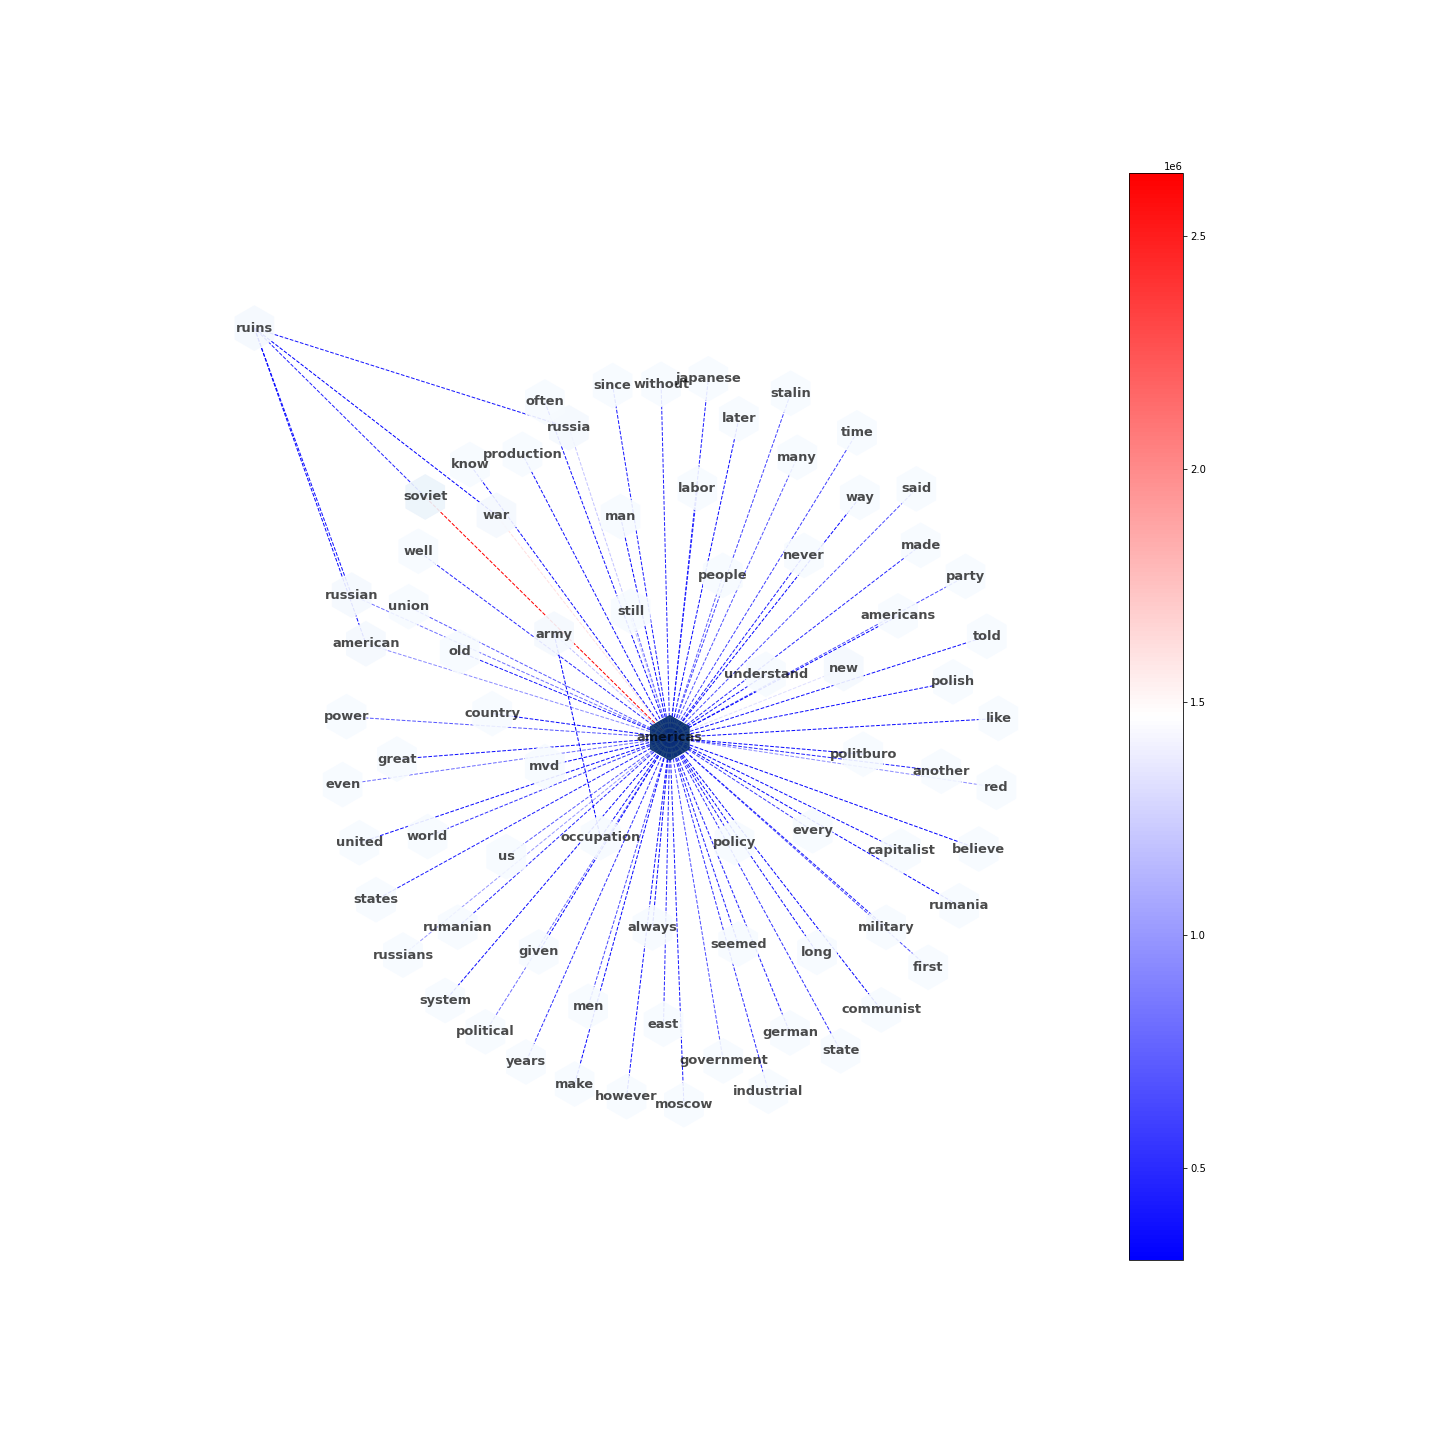 1e6
2.5
2.0
1.5
1.0
0.5
ruins
japanese
since
without
stalin
often
later
russia
time
production
many
know
labor
said
soviet
way
war
man
made
well
never
people
party
russian
union
still
americans
army
told
american
old
new
understand
polish
country
power
like
americas
politburo
great
mvd
another
even
red
every
world
occupation
united
policy
believe
capitalist
us
states
rumania
rumanian
always
military
seemed
given
long
russians
first
system
men
communist
east
political
german
state
years
government
make
industrial
however
moscow